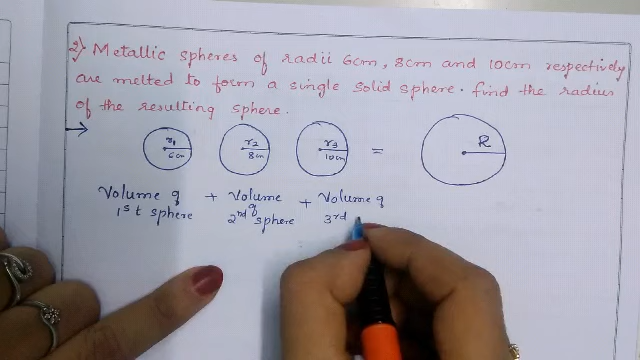 2) Metallic spheres of radii 6cm, 8cm and 10cm respectively
are melted to form a single solid sphere. find the radius
of the resulting sphere.
→ r₁ 6cm r₂ 8cm r₃ 10cm = R
Volume of + Volume of + Volume of
1st sphere 2nd sphere 3rd